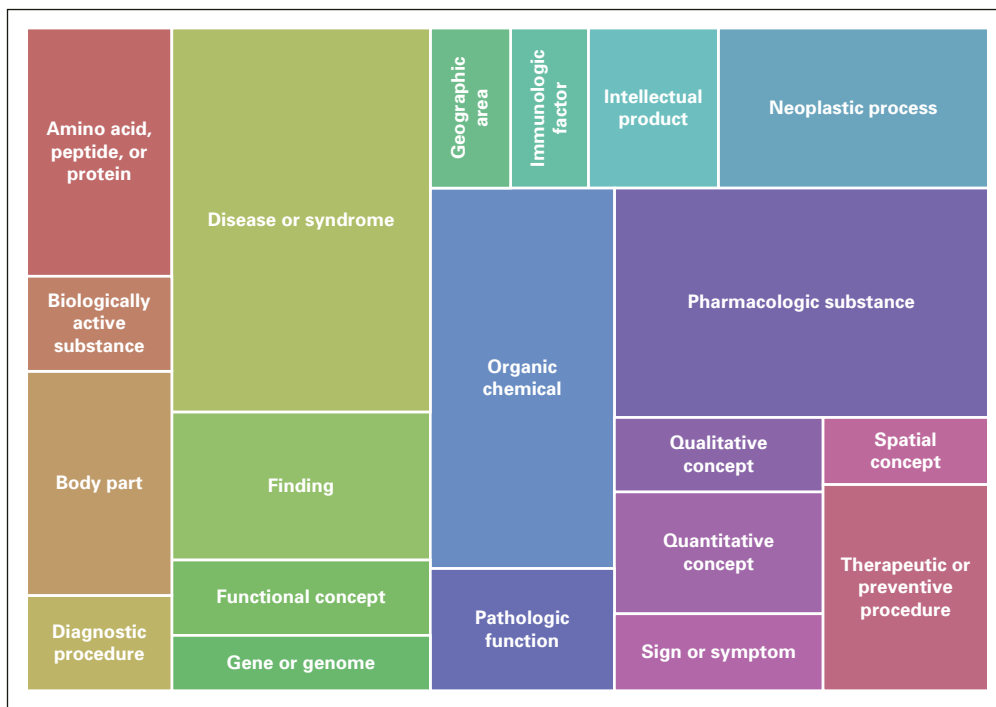 Amino acid,
peptide, or
protein
Biologically
active
substance
Body part
Diagnostic
procedure
Disease or syndrome
Finding
Functional concept
Gene or genome
Geographic
area
Immunologic
factor
Intellectual
product
Neoplastic process
Organic
chemical
Pathologic
function
Pharmacologic substance
Qualitative
concept
Quantitative
concept
Sign or symptom
Spatial
concept
Therapeutic or
preventive
procedure